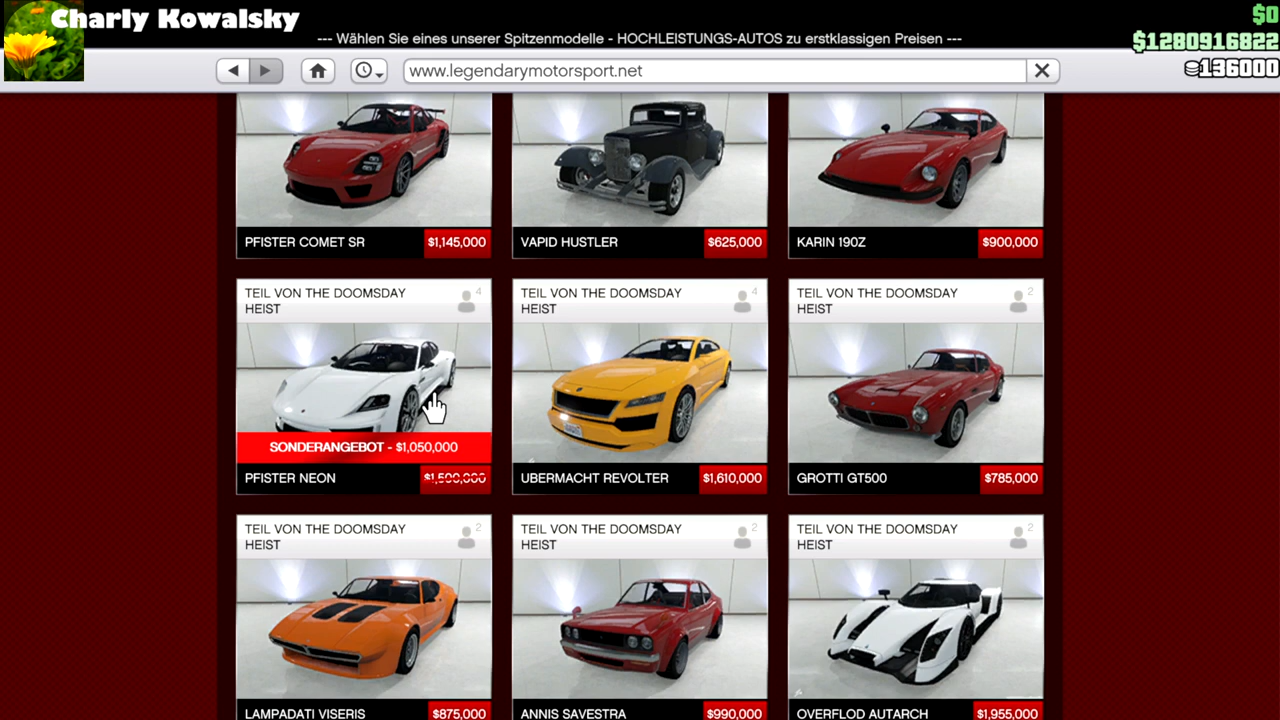 Charly Kowalsky
$0
--- Wählen Sie eines unserer Spitzenmodelle - HOCHLEISTUNGS-AUTOS zu erstklassigen Preisen ---
$1280916822
www.legendarymotorsport.net
136000
PFISTER COMET SR $1,145,000
VAPID HUSTLER $625,000
KARIN 190Z $900,000
TEIL VON THE DOOMSDAY
HEIST
4
TEIL VON THE DOOMSDAY
HEIST
4
TEIL VON THE DOOMSDAY
HEIST
2
SONDERANGEBOT - $1,050,000
PFISTER NEON $1,500,000
UBERMACHT REVOLTER $1,610,000
GROTTI GT500 $785,000
TEIL VON THE DOOMSDAY
HEIST
2
TEIL VON THE DOOMSDAY
HEIST
2
TEIL VON THE DOOMSDAY
HEIST
2
LAMPADATI VISERIS $875,000
ANNIS SAVESTRA $990,000
OVERFLOD AUTARCH $1,955,000